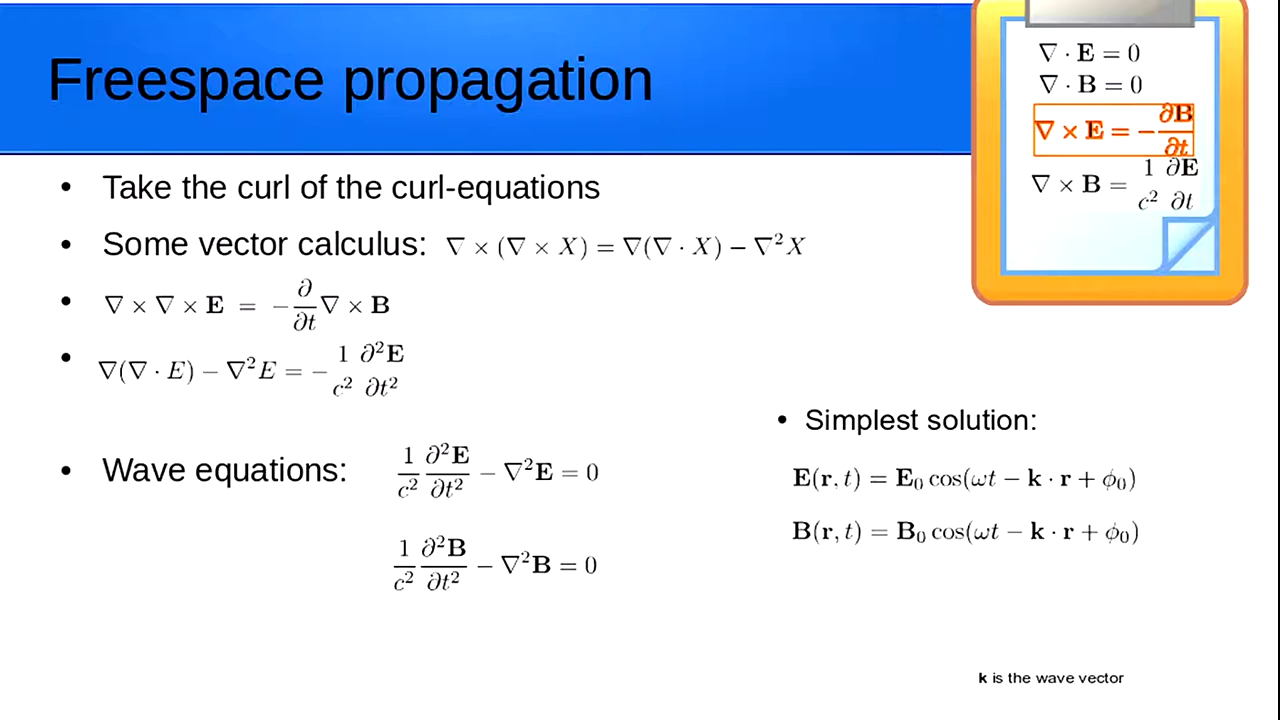 Freespace propagation
∇ · E = 0
∇ · B = 0
∇ × E = −∂B/∂t
∇ × B = 1/c² ∂E/∂t
• Take the curl of the curl-equations
• Some vector calculus: ∇ × (∇ × X) = ∇(∇ · X) − ∇²X
• ∇ × ∇ × E = −∂/∂t ∇ × B
• ∇(∇ · E) − ∇²E = −1/c² ∂²E/∂t²
• Wave equations: 1/c² ∂²E/∂t² − ∇²E = 0
1/c² ∂²B/∂t² − ∇²B = 0
• Simplest solution:
E(r, t) = E₀ cos(ωt − k · r + ϕ₀)
B(r, t) = B₀ cos(ωt − k · r + ϕ₀)
k is the wave vector